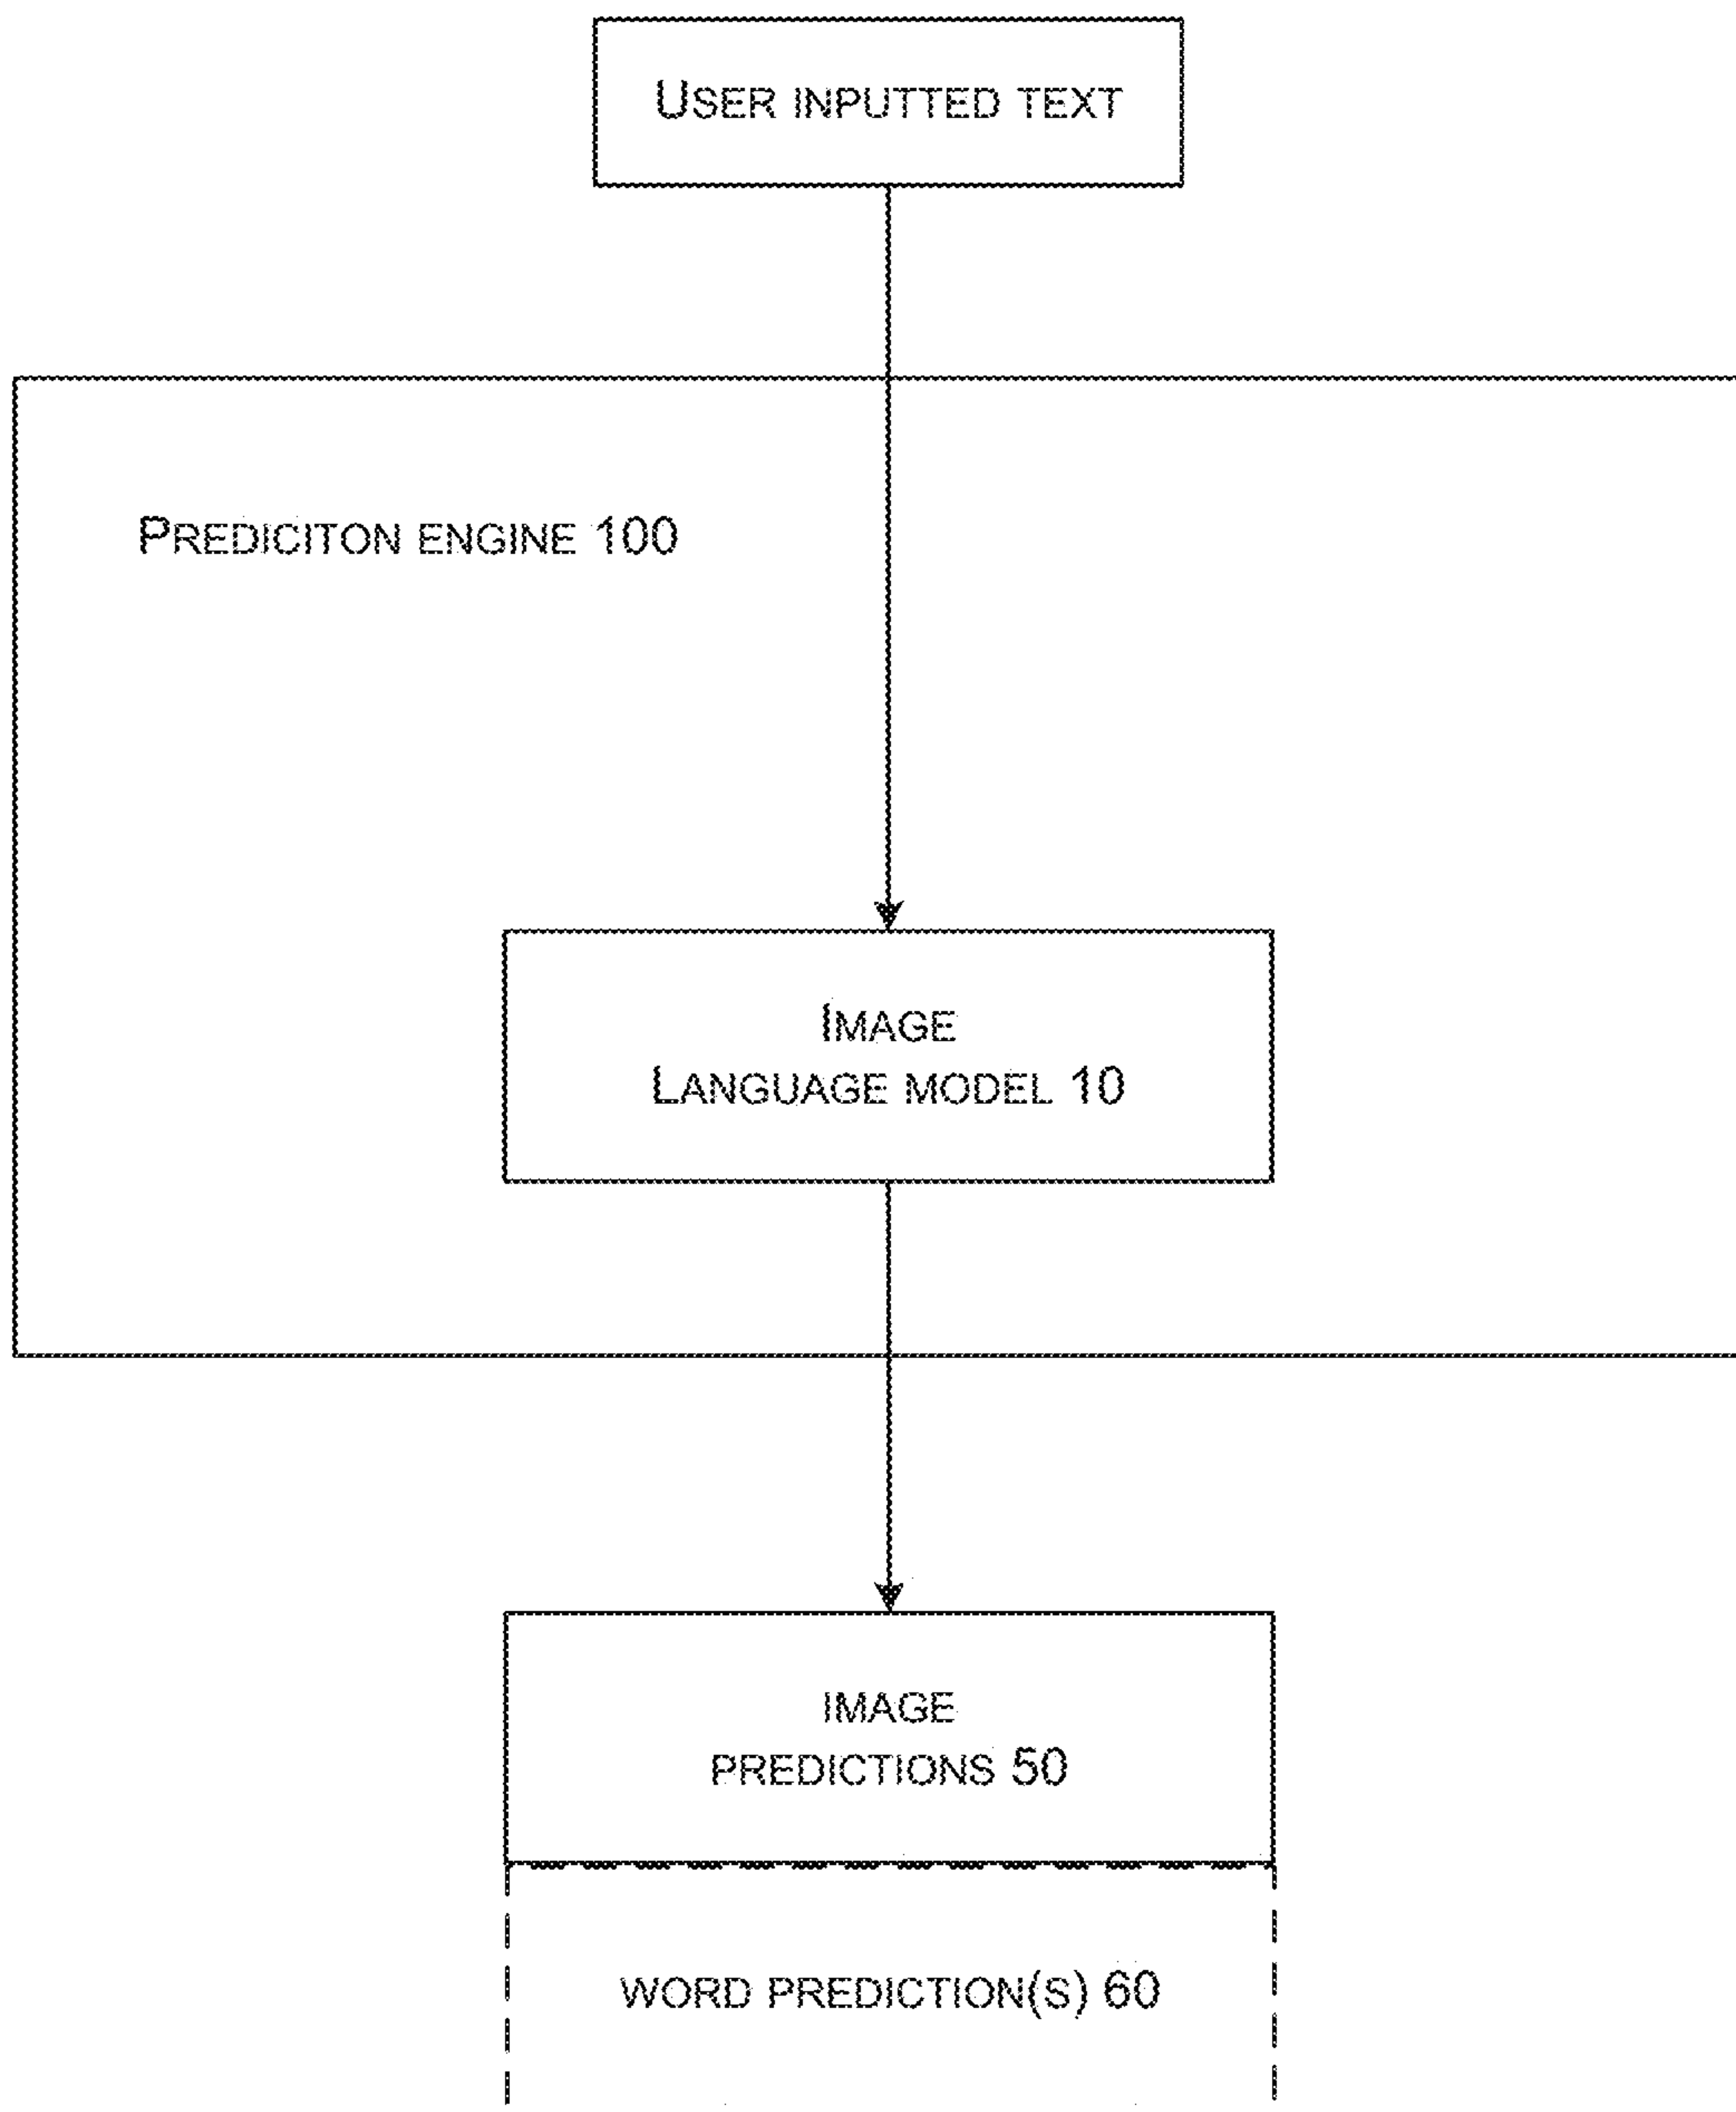 User inputted text
Prediciton engine 100
Image
Language model 10
image
predictions 50
word prediction(s) 60